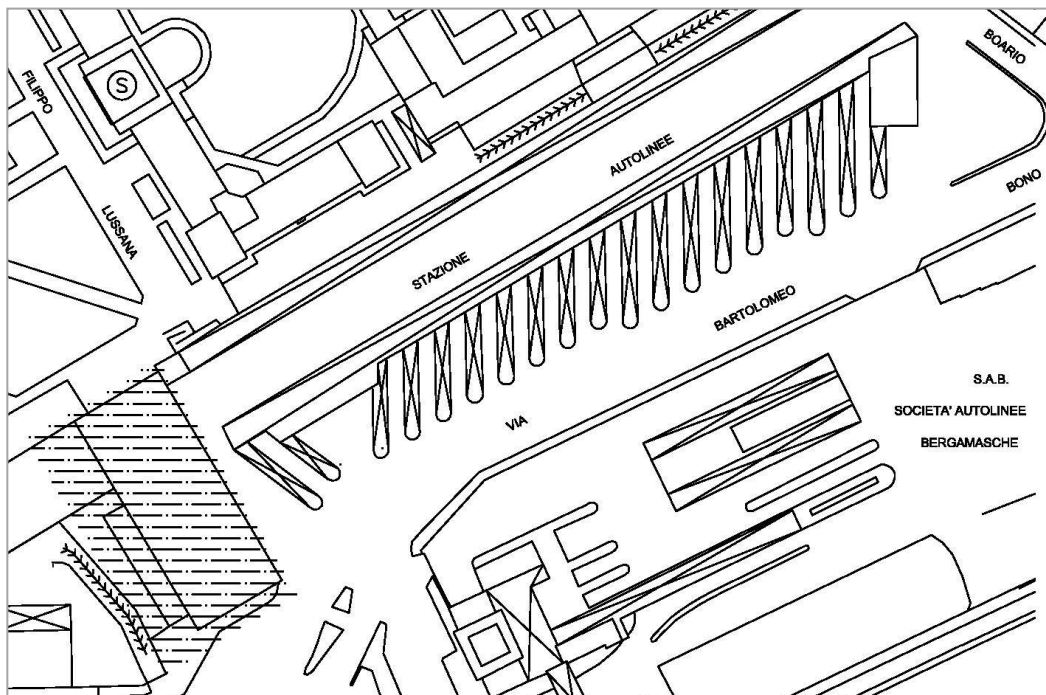 FILIPPO
S
LUSSANA
STAZIONE
AUTOLINEE
BOARIO
BONO
BARTOLOMEO
VIA
S.A.B.
SOCIETA' AUTOLINEE
BERGAMASCHE